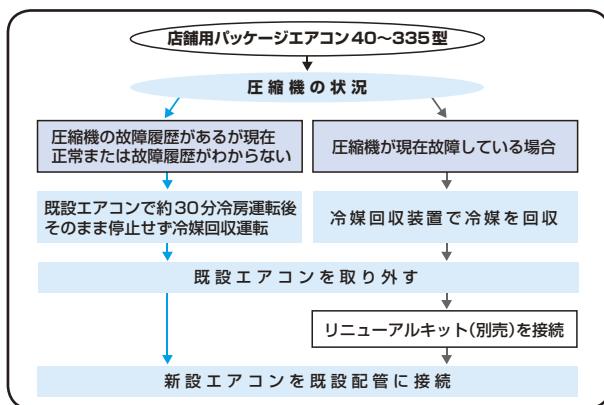 店舗用パッケージエアコン40〜335型
圧縮機の状況
圧縮機の故障履歴があるが現在
正常または故障履歴がわからない
圧縮機が現在故障している場合
既設エアコンで約30分冷房運転後
そのまま停止せず冷媒回収運転
冷媒回収装置で冷媒を回収
既設エアコンを取り外す
リニューアルキット(別売)を接続
新設エアコンを既設配管に接続